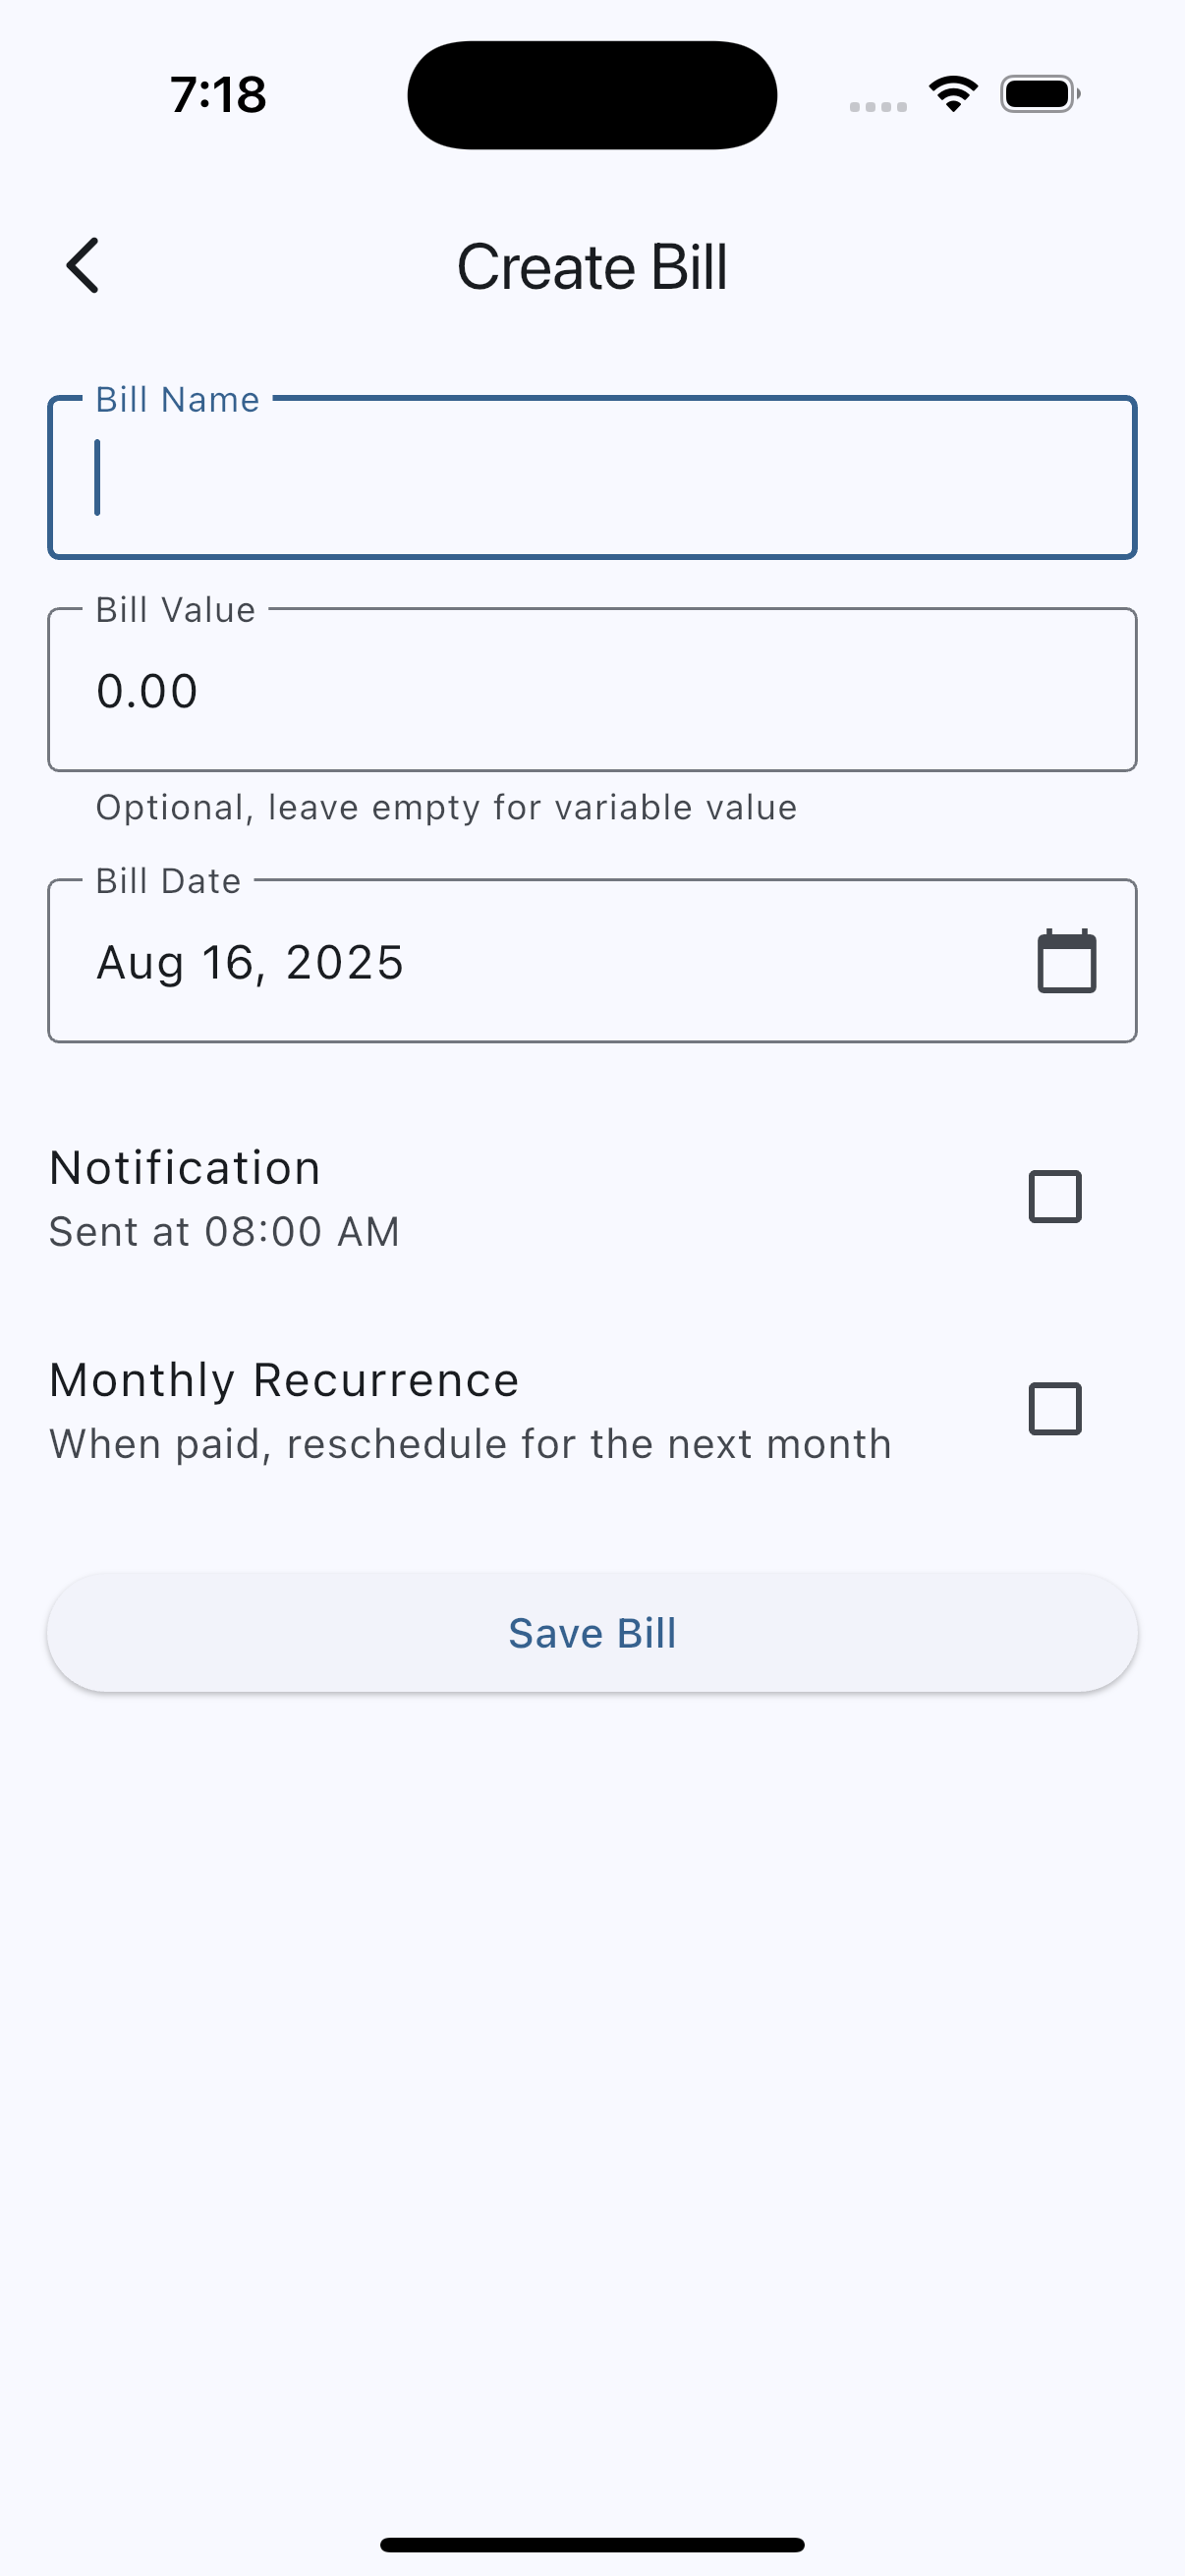 7:18
Create Bill
Bill Name
Bill Value
0.00
Optional, leave empty for variable value
Bill Date
Aug 16, 2025
Notification
Sent at 08:00 AM
Monthly Recurrence
When paid, reschedule for the next month
Save Bill